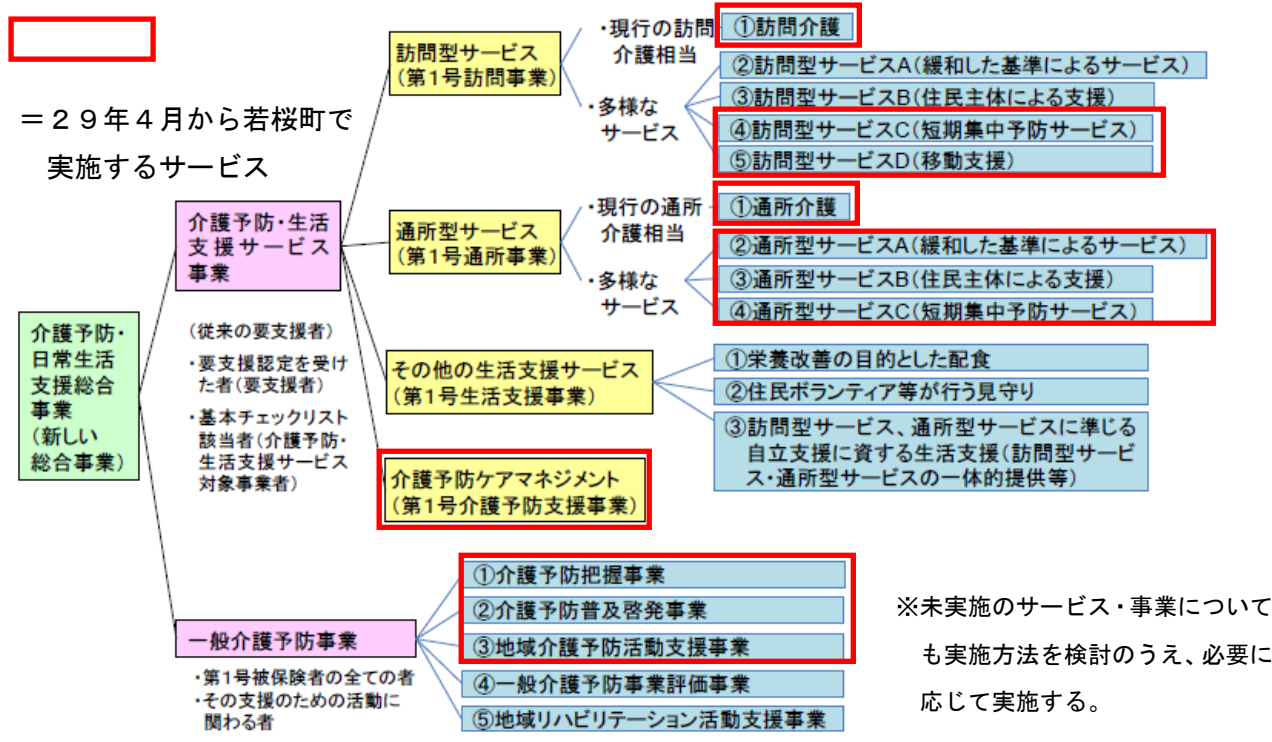 ＝２９年４月から若桜町で
実施するサービス
介護予防・
日常生活
支援総合
事業
（新しい
総合事業）
介護予防・生活
支援サービス
事業
（従来の要支援者）
・要支援認定を受け
た者（要支援者）
・基本チェックリスト
該当者（介護予防・
生活支援サービス
対象事業者）
訪問型サービス
（第1号訪問事業）
・現行の訪問
介護相当
①訪問介護
・多様な
サービス
②訪問型サービスA（緩和した基準によるサービス）
③訪問型サービスB（住民主体による支援）
④訪問型サービスC（短期集中予防サービス）
⑤訪問型サービスD（移動支援）
通所型サービス
（第1号通所事業）
・現行の通所
介護相当
①通所介護
・多様な
サービス
②通所型サービスA（緩和した基準によるサービス）
③通所型サービスB（住民主体による支援）
④通所型サービスC（短期集中予防サービス）
その他の生活支援サービス
（第1号生活支援事業）
①栄養改善の目的とした配食
②住民ボランティア等が行う見守り
③訪問型サービス、通所型サービスに準じる
自立支援に資する生活支援（訪問型サービ
ス・通所型サービスの一体的提供等）
介護予防ケアマネジメント
（第1号介護予防支援事業）
一般介護予防事業
・第1号被保険者の全ての者
・その支援のための活動に
関わる者
①介護予防把握事業
②介護予防普及啓発事業
③地域介護予防活動支援事業
④一般介護予防事業評価事業
⑤地域リハビリテーション活動支援事業
※未実施のサービス・事業について
も実施方法を検討のうえ、必要に
応じて実施する。